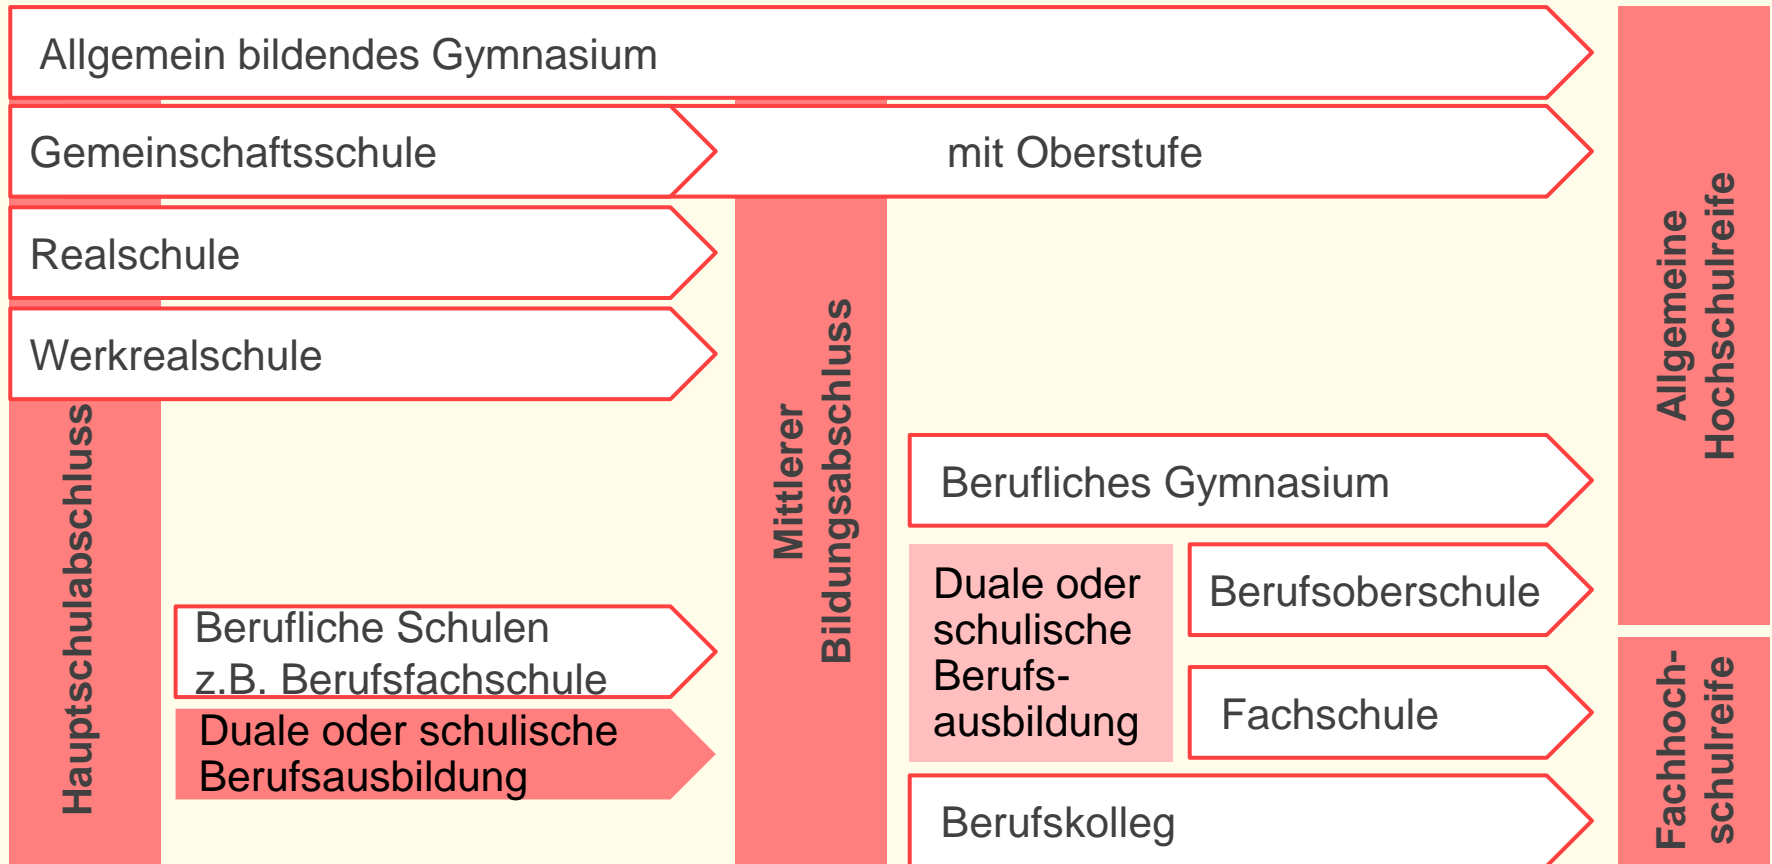 Allgemein bildendes Gymnasium
Gemeinschaftsschule
mit Oberstufe
Realschule
Werkrealschule
Hauptschulabschluss
Berufliche Schulen
z.B. Berufsfachschule
Duale oder schulische
Berufsausbildung
Mittlerer
Bildungsabschluss
Berufliches Gymnasium
Duale oder
schulische
Berufs-
ausbildung
Berufsoberschule
Fachschule
Berufskolleg
Allgemeine
Hochschulreife
Fachhoch-
schulreife